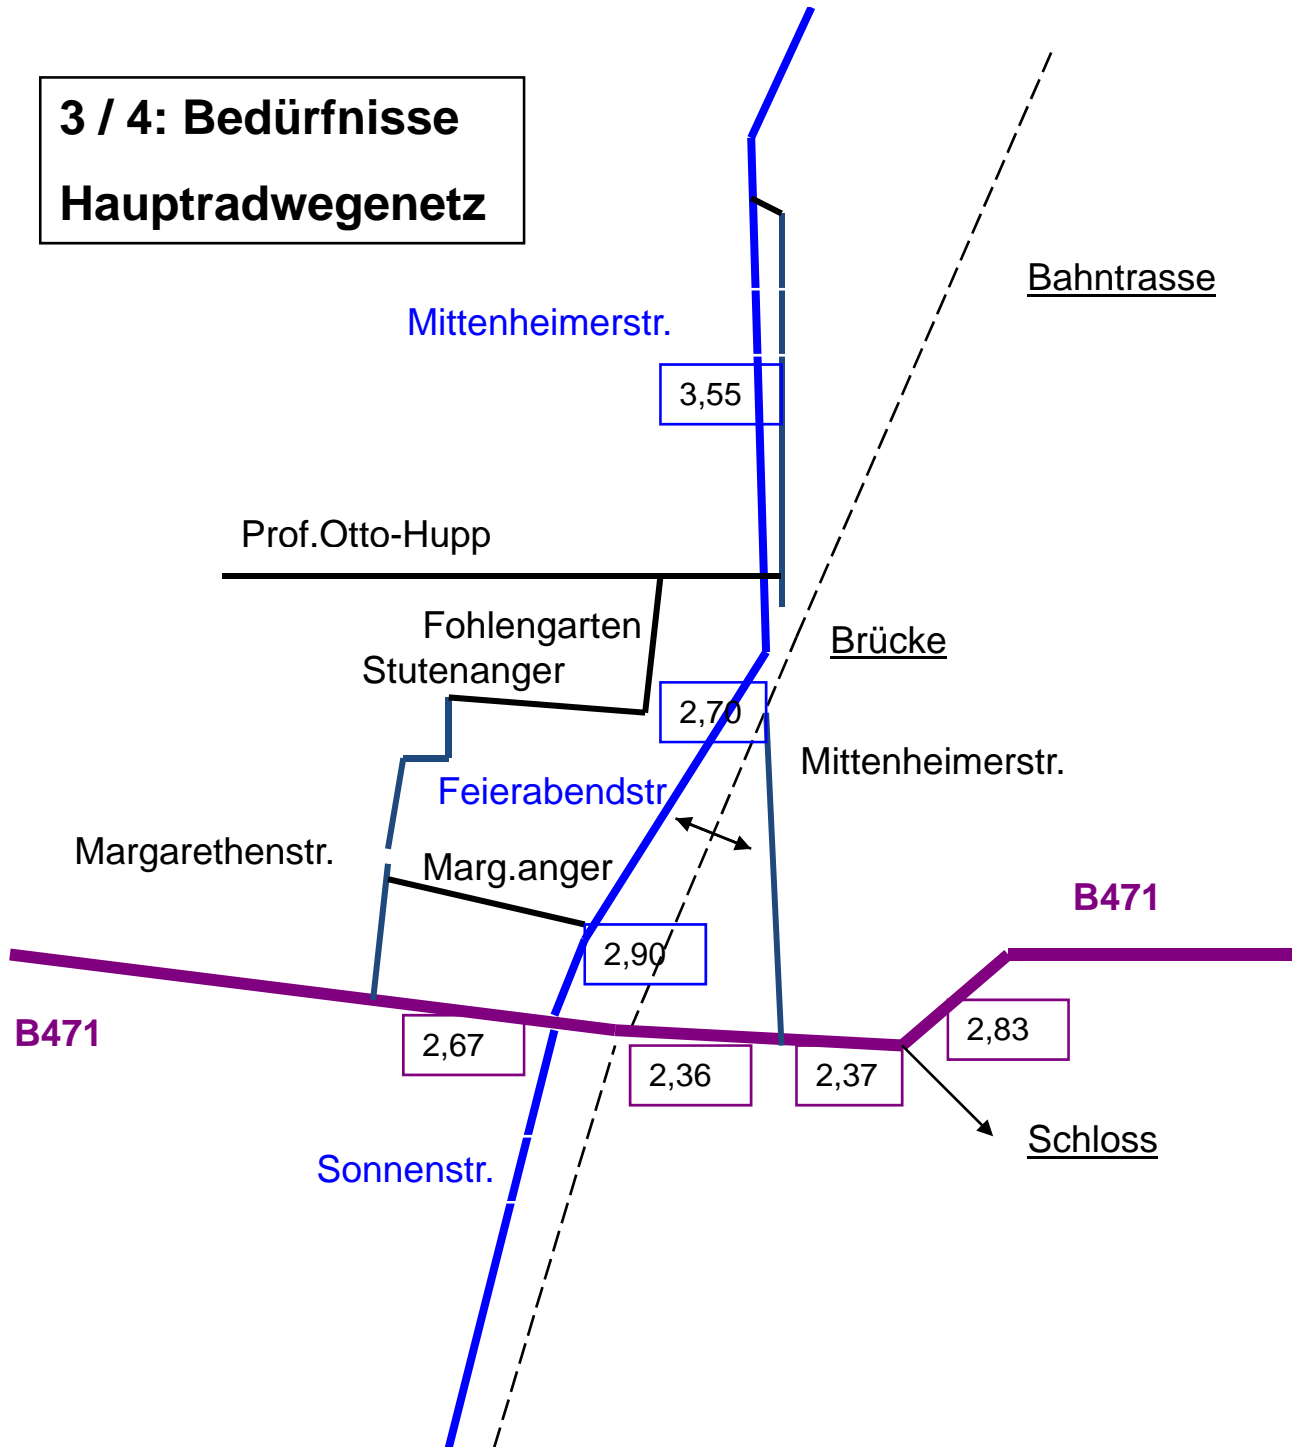 3 / 4: Bedürfnisse
Hauptradwegenetz
Bahntrasse
Mittenheimerstr.
3,55
Prof.Otto-Hupp
Fohlengarten
Brücke
Stutenanger
2,70
Mittenheimerstr.
Feierabendstr.
Margarethenstr.
Marg.anger
B471
2,90
B471
2,67
2,83
2,36
2,37
Schloss
Sonnenstr.